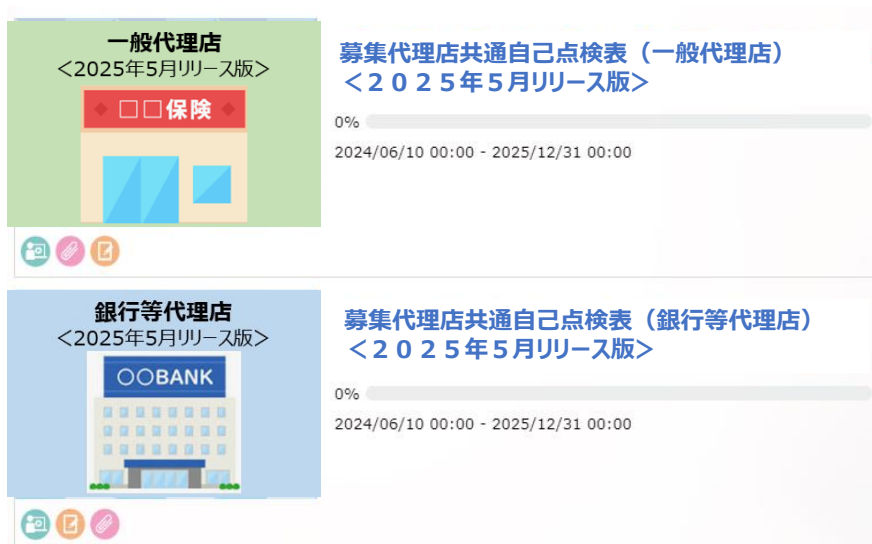 一般代理店
＜2025年5月リリース版＞
□□保険
募集代理店共通自己点検表（一般代理店）
＜２０２５年５月リリース版＞
0%
2024/06/10 00:00 - 2025/12/31 00:00
銀行等代理店
＜2025年5月リリース版＞
○○BANK
募集代理店共通自己点検表（銀行等代理店）
＜２０２５年５月リリース版＞
0%
2024/06/10 00:00 - 2025/12/31 00:00